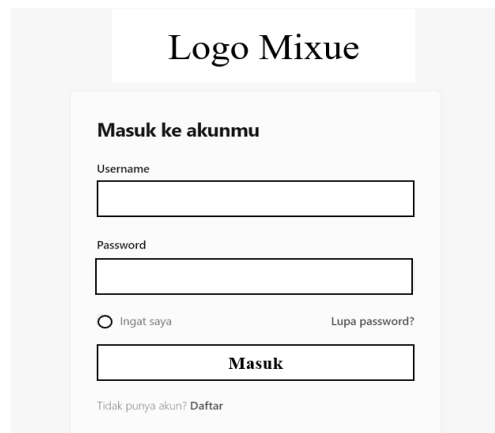 Logo Mixue
Masuk ke akunmu
Username
Password
Ingat saya Lupa password?
Masuk
Tidak punya akun? Daftar